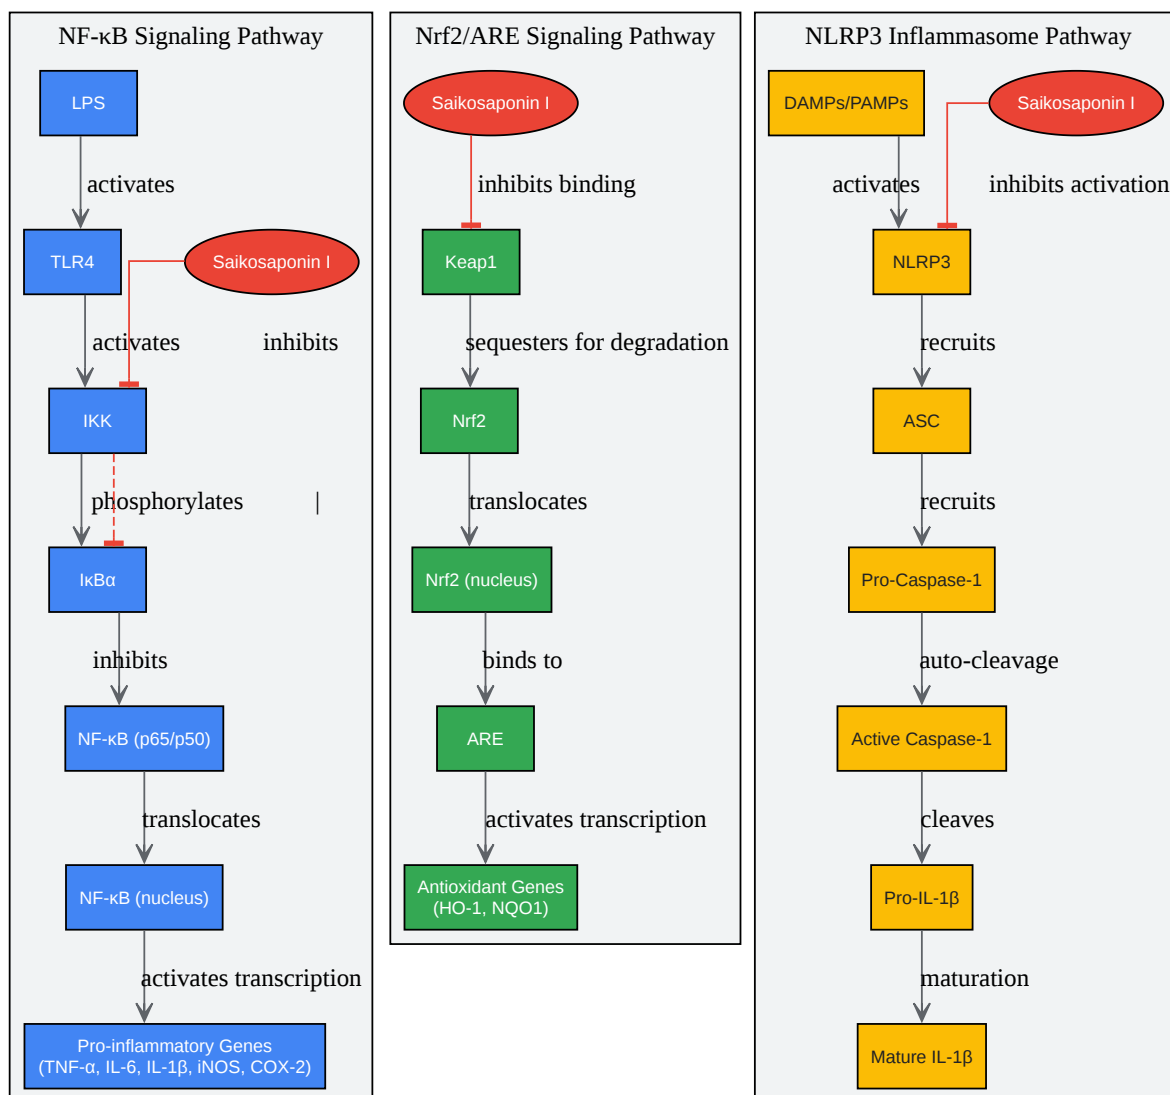 NF-κB Signaling Pathway
LPS
activates
TLR4
Saikosaponin I
activates
inhibits
IKK
phosphorylates
|
IκBα
inhibits
NF-κB (p65/p50)
translocates
NF-κB (nucleus)
activates transcription
Pro-inflammatory Genes
(TNF-α, IL-6, IL-1β, iNOS, COX-2)
Nrf2/ARE Signaling Pathway
Saikosaponin I
inhibits binding
Keap1
sequesters for degradation
Nrf2
translocates
Nrf2 (nucleus)
binds to
ARE
activates transcription
Antioxidant Genes
(HO-1, NQO1)
NLRP3 Inflammasome Pathway
DAMPs/PAMPs
Saikosaponin I
activates
inhibits activation
NLRP3
recruits
ASC
recruits
Pro-Caspase-1
auto-cleavage
Active Caspase-1
cleaves
Pro-IL-1β
maturation
Mature IL-1β